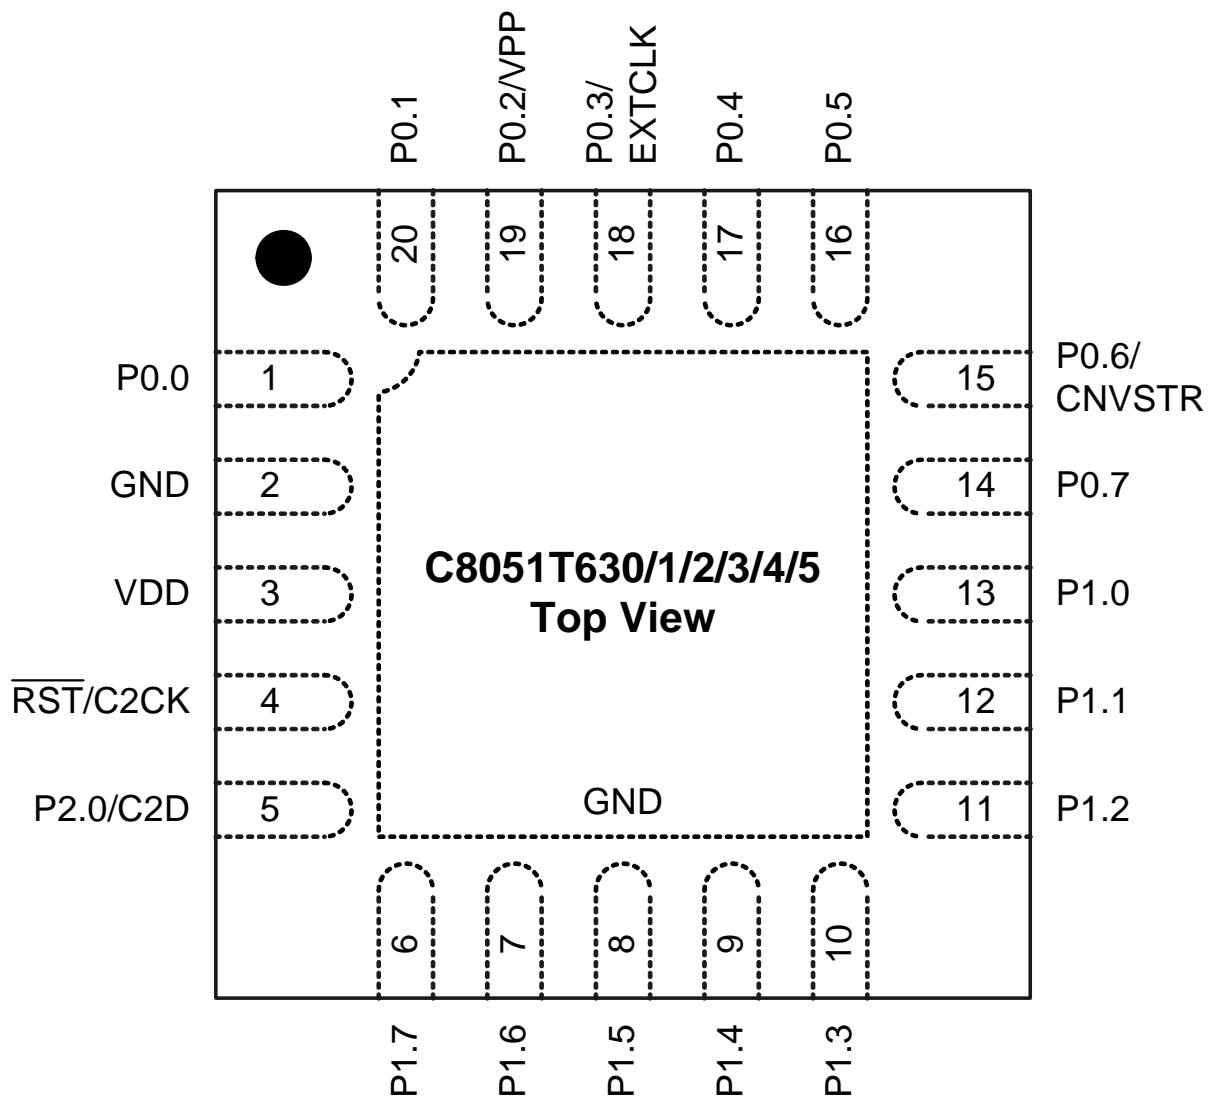 P0.1
P0.2/VPP
P0.3/
EXTCLK
P0.4
P0.5
20
19
18
17
16
P0.0
1
GND
2
VDD
3
RST/C2CK
4
P2.0/C2D
5
C8051T630/1/2/3/4/5
Top View
GND
15
P0.6/
CNVSTR
14
P0.7
13
P1.0
12
P1.1
11
P1.2
6
7
8
9
10
P1.7
P1.6
P1.5
P1.4
P1.3